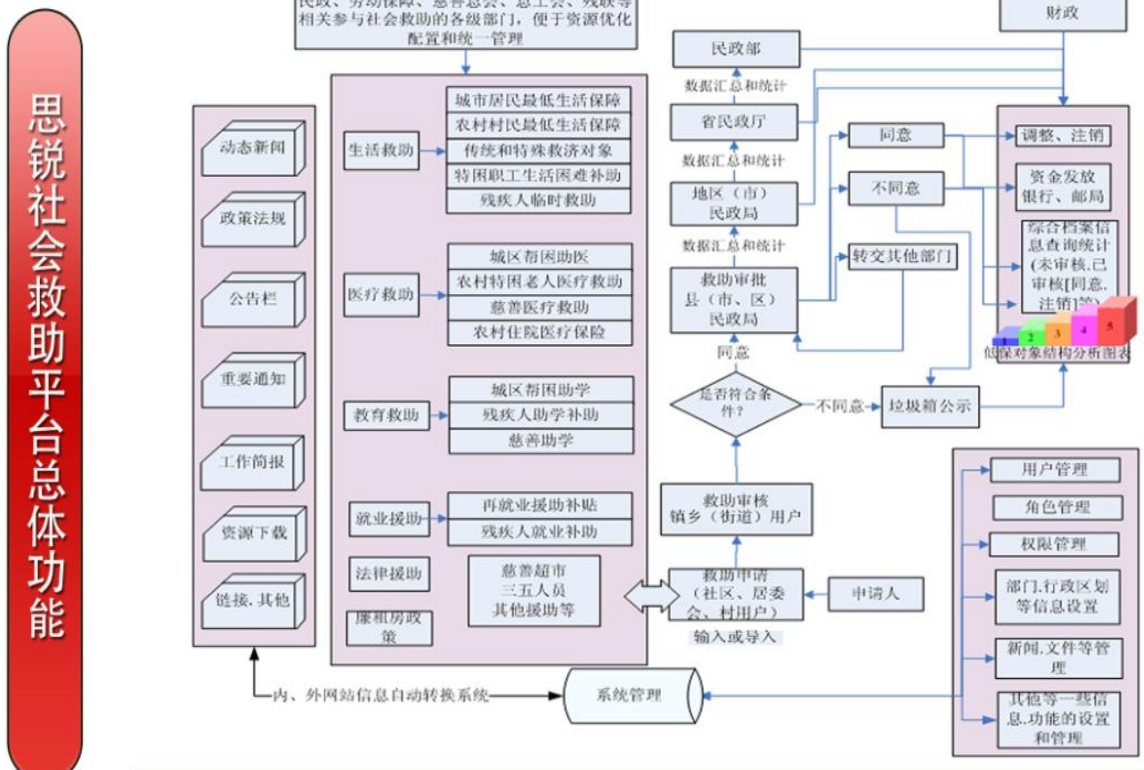 思锐社会救助平台总体功能
民政、劳动保障、慈善总会、总工会、残联等
相关参与社会救助的各级部门，便于资源优化
配置和统一管理
动态新闻
政策法规
公告栏
重要通知
工作简报
资源下载
链接.其他
生活救助
城市居民最低生活保障
农村村民最低生活保障
传统和特殊救济对象
特困职工生活困难补助
残疾人临时救助
医疗救助
城区帮困助医
农村特困老人医疗救助
慈善医疗救助
农村住院医疗保险
教育救助
城区帮困助学
残疾人助学补助
慈善助学
就业援助
再就业援助补贴
残疾人就业补助
法律援助
廉租房政
策
慈善超市
三五人员
其他援助等
内、外网站信息自动转换系统
系统管理
民政部
数据汇总和统计
省民政厅
数据汇总和统计
地区（市）
民政局
数据汇总和统计
救助审批
县（市、区）
民政局
同意
是否符合条
件？
不同意
垃圾箱公示
救助审核
镇乡（街道）用户
救助申请
（社区、居委
会、村用户）
输入或导入
申请人
同意
不同意
转交其他部门
财政
调整、注销
资金发放
银行、邮局
综合档案信
息查询统计
(未审核.已
审核[同意.
注销]等)
1
2
3
4
5
低保对象结构分析图表
用户管理
角色管理
权限管理
部门.行政区划
等信息设置
新闻.文件等管
理
其他等一些信
息.功能的设置
和管理